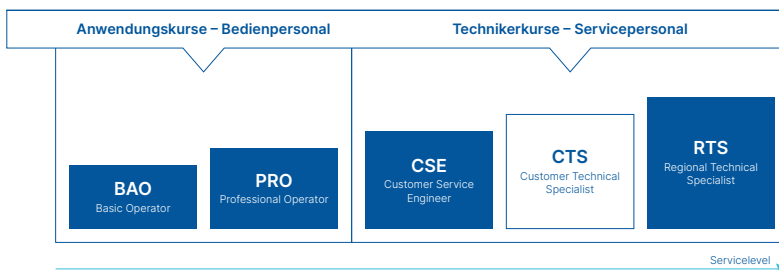 Anwendungskurse – Bedienpersonal
Technikerkurse – Servicepersonal
BAO
Basic Operator
PRO
Professional Operator
CSE
Customer Service
Engineer
CTS
Customer Technical
Specialist
RTS
Regional Technical
Specialist
Servicelevel